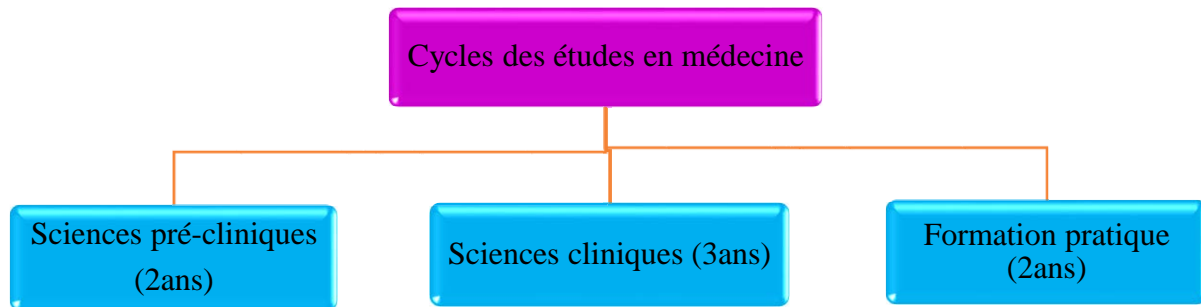 Cycles des études en médecine
Sciences pré-cliniques
(2ans)
Sciences cliniques (3ans)
Formation pratique
(2ans)